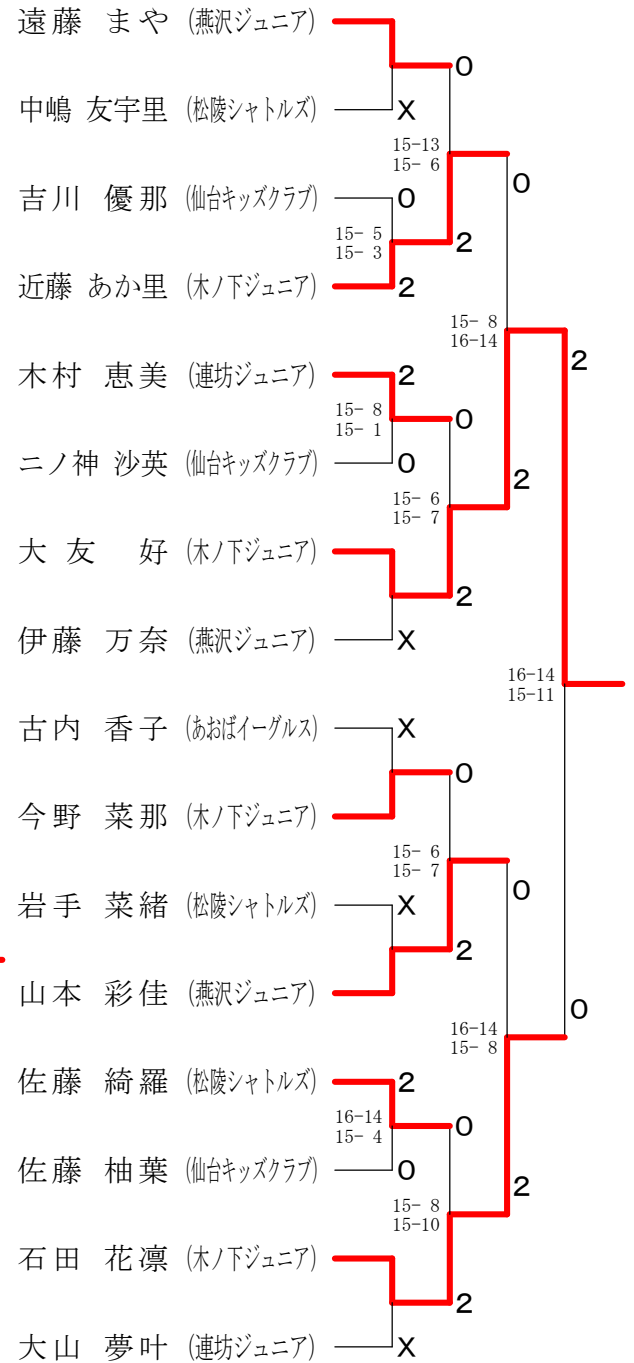 遠藤 まや (燕沢ジュニア)
0
中嶋 友宇里 (松陵シャトルズ) X
15-13
15- 6
0
吉川 優那 (仙台キッズクラブ) 0
15- 5
15- 3
2
近藤 あか里 (木ノ下ジュニア) 2
15- 8
16-14
2
木村 恵美 (連坊ジュニア) 2
15- 8
15- 1
0
二ノ神 沙英 (仙台キッズクラブ) 0
2
15- 6
15- 7
大友 好 (木ノ下ジュニア)
2
伊藤 万奈 (燕沢ジュニア) X
16-14
15-11
古内 香子 (あおばイーグルス) X
0
今野 菜那 (木ノ下ジュニア)
15- 6
15- 7
0
岩手 菜緒 (松陵シャトルズ) X
2
山本 彩佳 (燕沢ジュニア)
0
16-14
15- 8
佐藤 綺羅 (松陵シャトルズ) 2
16-14
15- 4
0
佐藤 柚葉 (仙台キッズクラブ) 0
2
15- 8
15-10
石田 花凛 (木ノ下ジュニア)
2
大山 夢叶 (連坊ジュニア) X